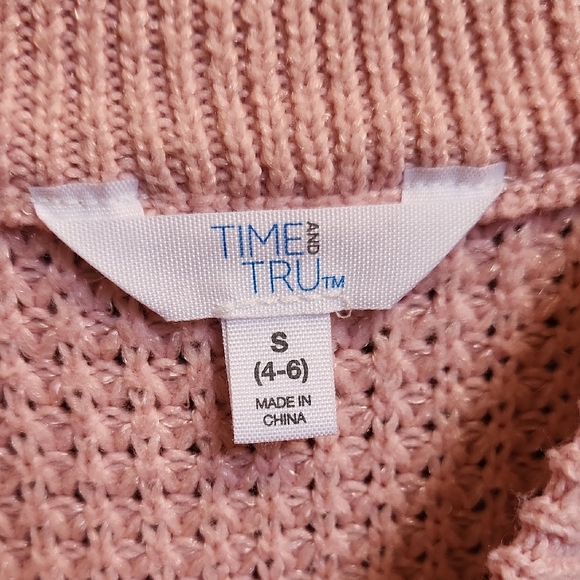 TIME AND
TRU™
S
(4-6)
MADE IN
CHINA